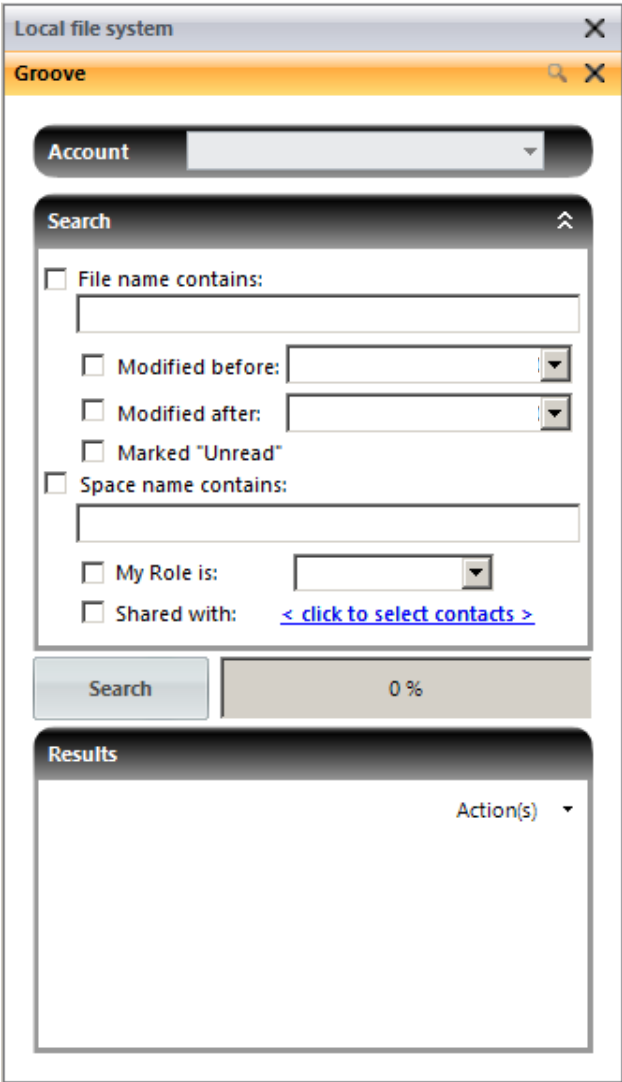 Local file system
Groove
Account
Search
File name contains:
Modified before:
Modified after:
Marked "Unread"
Space name contains:
My Role is:
Shared with: < click to select contacts >
Search 0 %
Results
Action(s)